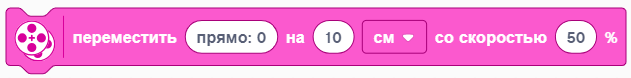 переместить прямо: 0 на 10 см со скоростью 50 %